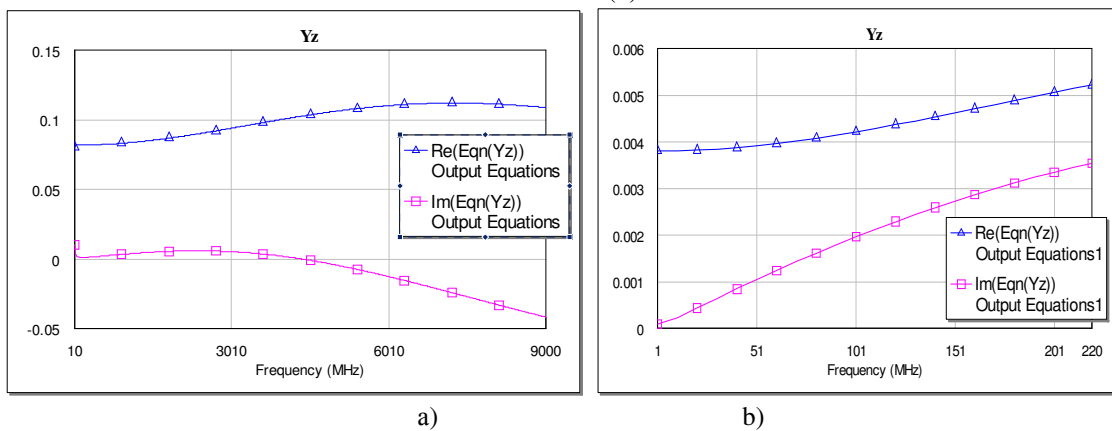 Yz
0.15
0.1
0.05
0
-0.05
10
3010
6010
9000
Frequency (MHz)
Re(Eqn(Yz))
Output Equations
Im(Eqn(Yz))
Output Equations
a)
Yz
0.006
0.005
0.004
0.003
0.002
0.001
0
1
51
101
151
201
220
Frequency (MHz)
Re(Eqn(Yz))
Output Equations1
Im(Eqn(Yz))
Output Equations1
b)